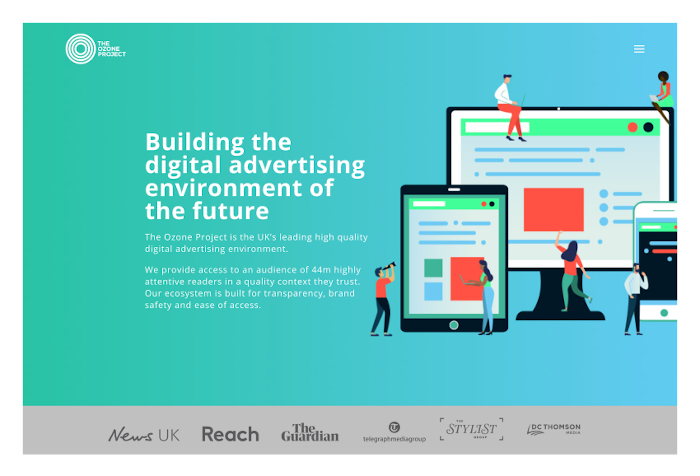 THE
OZONE
PROJECT
Building the
digital advertising
environment of
the future
The Ozone Project is the UK's leading high quality
digital advertising environment.
We provide access to an audience of 44m highly
attentive readers in a quality context they trust.
Our ecosystem is built for transparency, brand
safety and ease of access.
News UK
Reach
The
Guardian
telegraphmediagroup
THE
STYLIST
GROUP
DC THOMSON
MEDIA